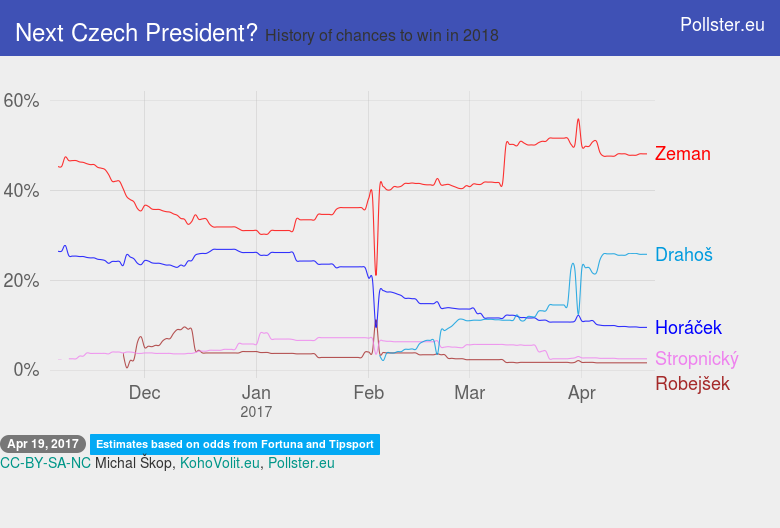 Next Czech President? History of chances to win in 2018
Pollster.eu
60%
40%
20%
0%
Zeman
Drahoš
Horáček
Stropnický
Robejšek
Dec
Jan
2017
Feb
Mar
Apr
Apr 19, 2017 Estimates based on odds from Fortuna and Tipsport
CC-BY-SA-NC Michal Škop, KohoVolit.eu, Pollster.eu